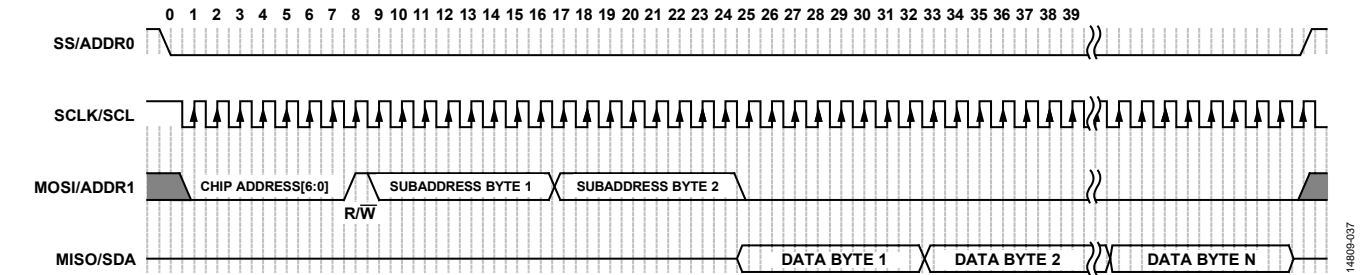 0 1 2 3 4 5 6 7 8 9 10 11 12 13 14 15 16 17 18 19 20 21 22 23 24 25 26 27 28 29 30 31 32 33 34 35 36 37 38 39
SS/ADDR0
SCLK/SCL
MOSI/ADDR1 CHIP ADDRESS[6:0] SUBADDRESS BYTE 1 SUBADDRESS BYTE 2
R/W̅
MISO/SDA DATA BYTE 1 DATA BYTE 2 DATA BYTE N
14809-037